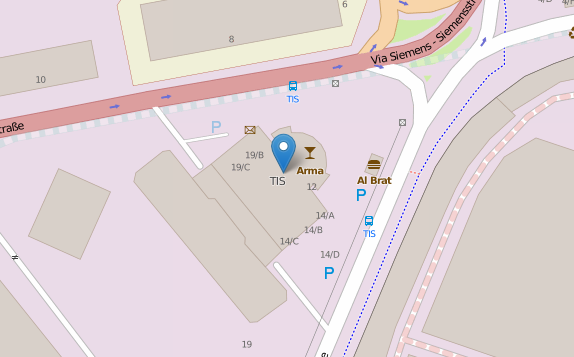 6
8
Via Siemens - Siemensstr
10
TIS
traße
P
19/B
19/C
Arma
TIS
12
Al Brat
P
14/A
TIS
14/B
14/C
14/D
P
19